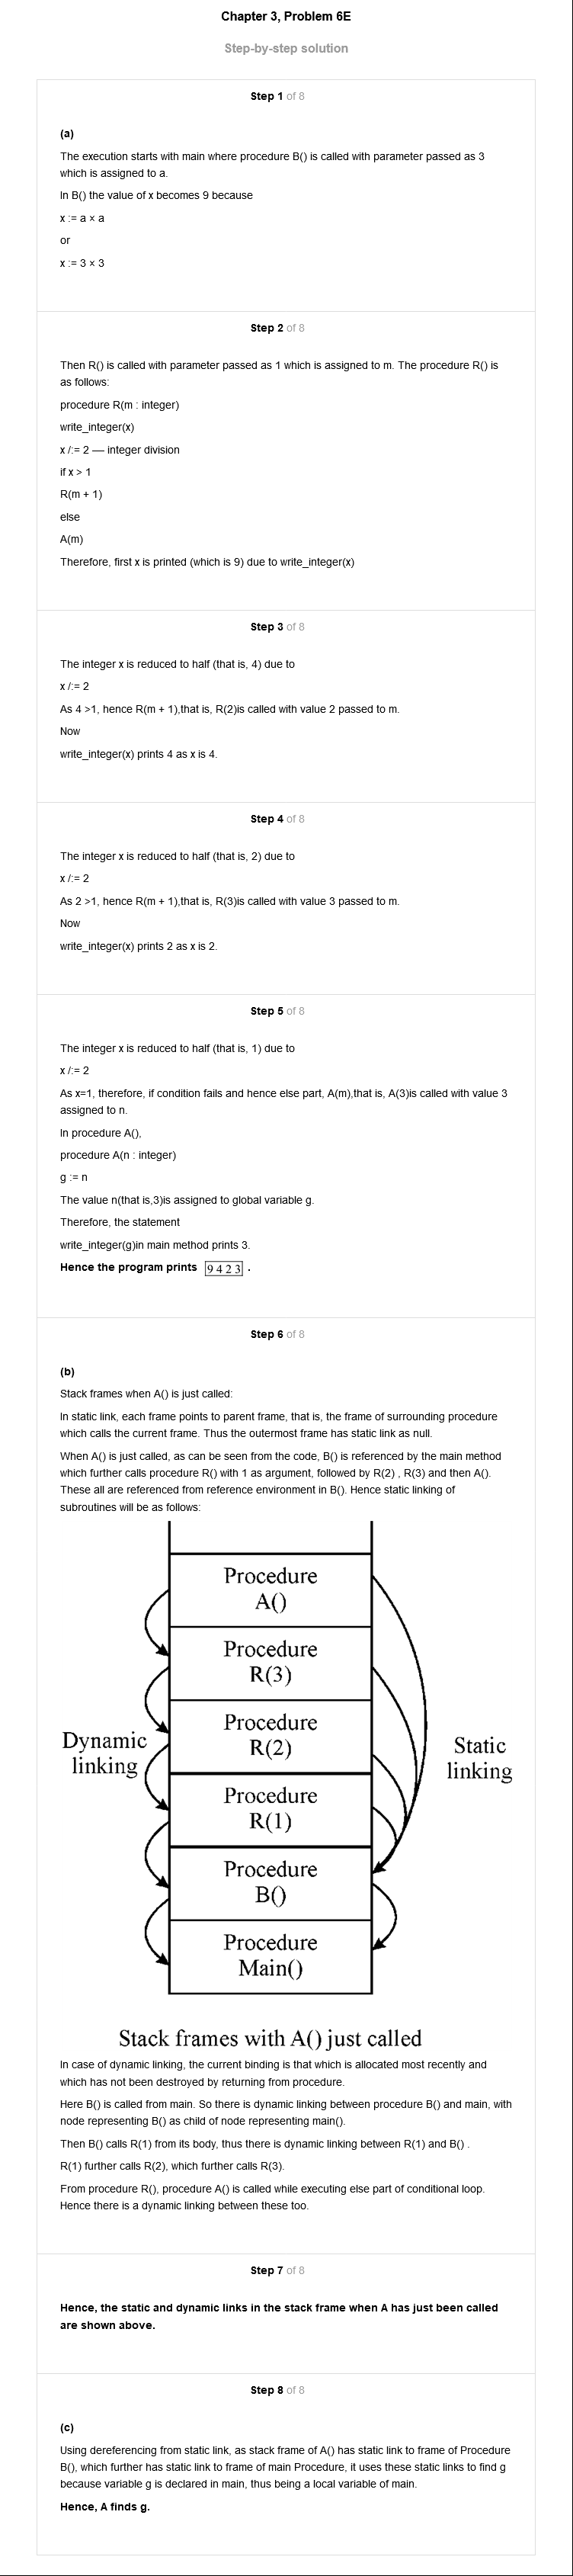 Chapter 3, Problem 6E
Step-by-step solution
Step 1 of 8
(a)
The execution starts with main where procedure B() is called with parameter passed as 3
which is assigned to a.
In B() the value of x becomes 9 because
x := a × a
or
x := 3 × 3
Step 2 of 8
Then R() is called with parameter passed as 1 which is assigned to m. The procedure R() is
as follows:
procedure R(m : integer)
write_integer(x)
x /:= 2 –– integer division
if x > 1
R(m + 1)
else
A(m)
Therefore, first x is printed (which is 9) due to write_integer(x)
Step 3 of 8
The integer x is reduced to half (that is, 4) due to
x /:= 2
As 4 >1, hence R(m + 1),that is, R(2)is called with value 2 passed to m.
Now
write_integer(x) prints 4 as x is 4.
Step 4 of 8
The integer x is reduced to half (that is, 2) due to
x /:= 2
As 2 >1, hence R(m + 1),that is, R(3)is called with value 3 passed to m.
Now
write_integer(x) prints 2 as x is 2.
Step 5 of 8
The integer x is reduced to half (that is, 1) due to
x /:= 2
As x=1, therefore, if condition fails and hence else part, A(m),that is, A(3)is called with value 3
assigned to n.
In procedure A(),
procedure A(n : integer)
g := n
The value n(that is,3)is assigned to global variable g.
Therefore, the statement
write_integer(g)in main method prints 3.
Hence the program prints 9 4 2 3 .
Step 6 of 8
(b)
Stack frames when A() is just called:
In static link, each frame points to parent frame, that is, the frame of surrounding procedure
which calls the current frame. Thus the outermost frame has static link as null.
When A() is just called, as can be seen from the code, B() is referenced by the main method
which further calls procedure R() with 1 as argument, followed by R(2) , R(3) and then A().
These all are referenced from reference environment in B(). Hence static linking of
subroutines will be as follows:
Procedure
A()
Procedure
R(3)
Procedure
R(2)
Dynamic
linking
Static
linking
Procedure
R(1)
Procedure
B()
Procedure
Main()
Stack frames with A() just called
In case of dynamic linking, the current binding is that which is allocated most recently and
which has not been destroyed by returning from procedure.
Here B() is called from main. So there is dynamic linking between procedure B() and main, with
node representing B() as child of node representing main().
Then B() calls R(1) from its body, thus there is dynamic linking between R(1) and B() .
R(1) further calls R(2), which further calls R(3).
From procedure R(), procedure A() is called while executing else part of conditional loop.
Hence there is a dynamic linking between these too.
Step 7 of 8
Hence, the static and dynamic links in the stack frame when A has just been called
are shown above.
Step 8 of 8
(c)
Using dereferencing from static link, as stack frame of A() has static link to frame of Procedure
B(), which further has static link to frame of main Procedure, it uses these static links to find g
because variable g is declared in main, thus being a local variable of main.
Hence, A finds g.